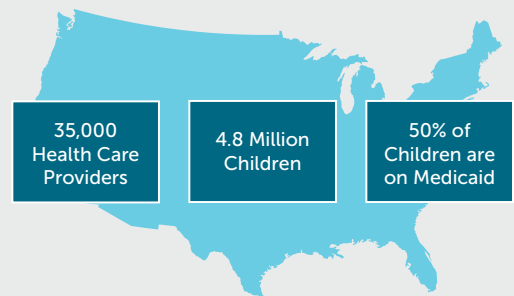 35,000
Health Care
Providers
4.8 Million
Children
50% of
Children are
on Medicaid